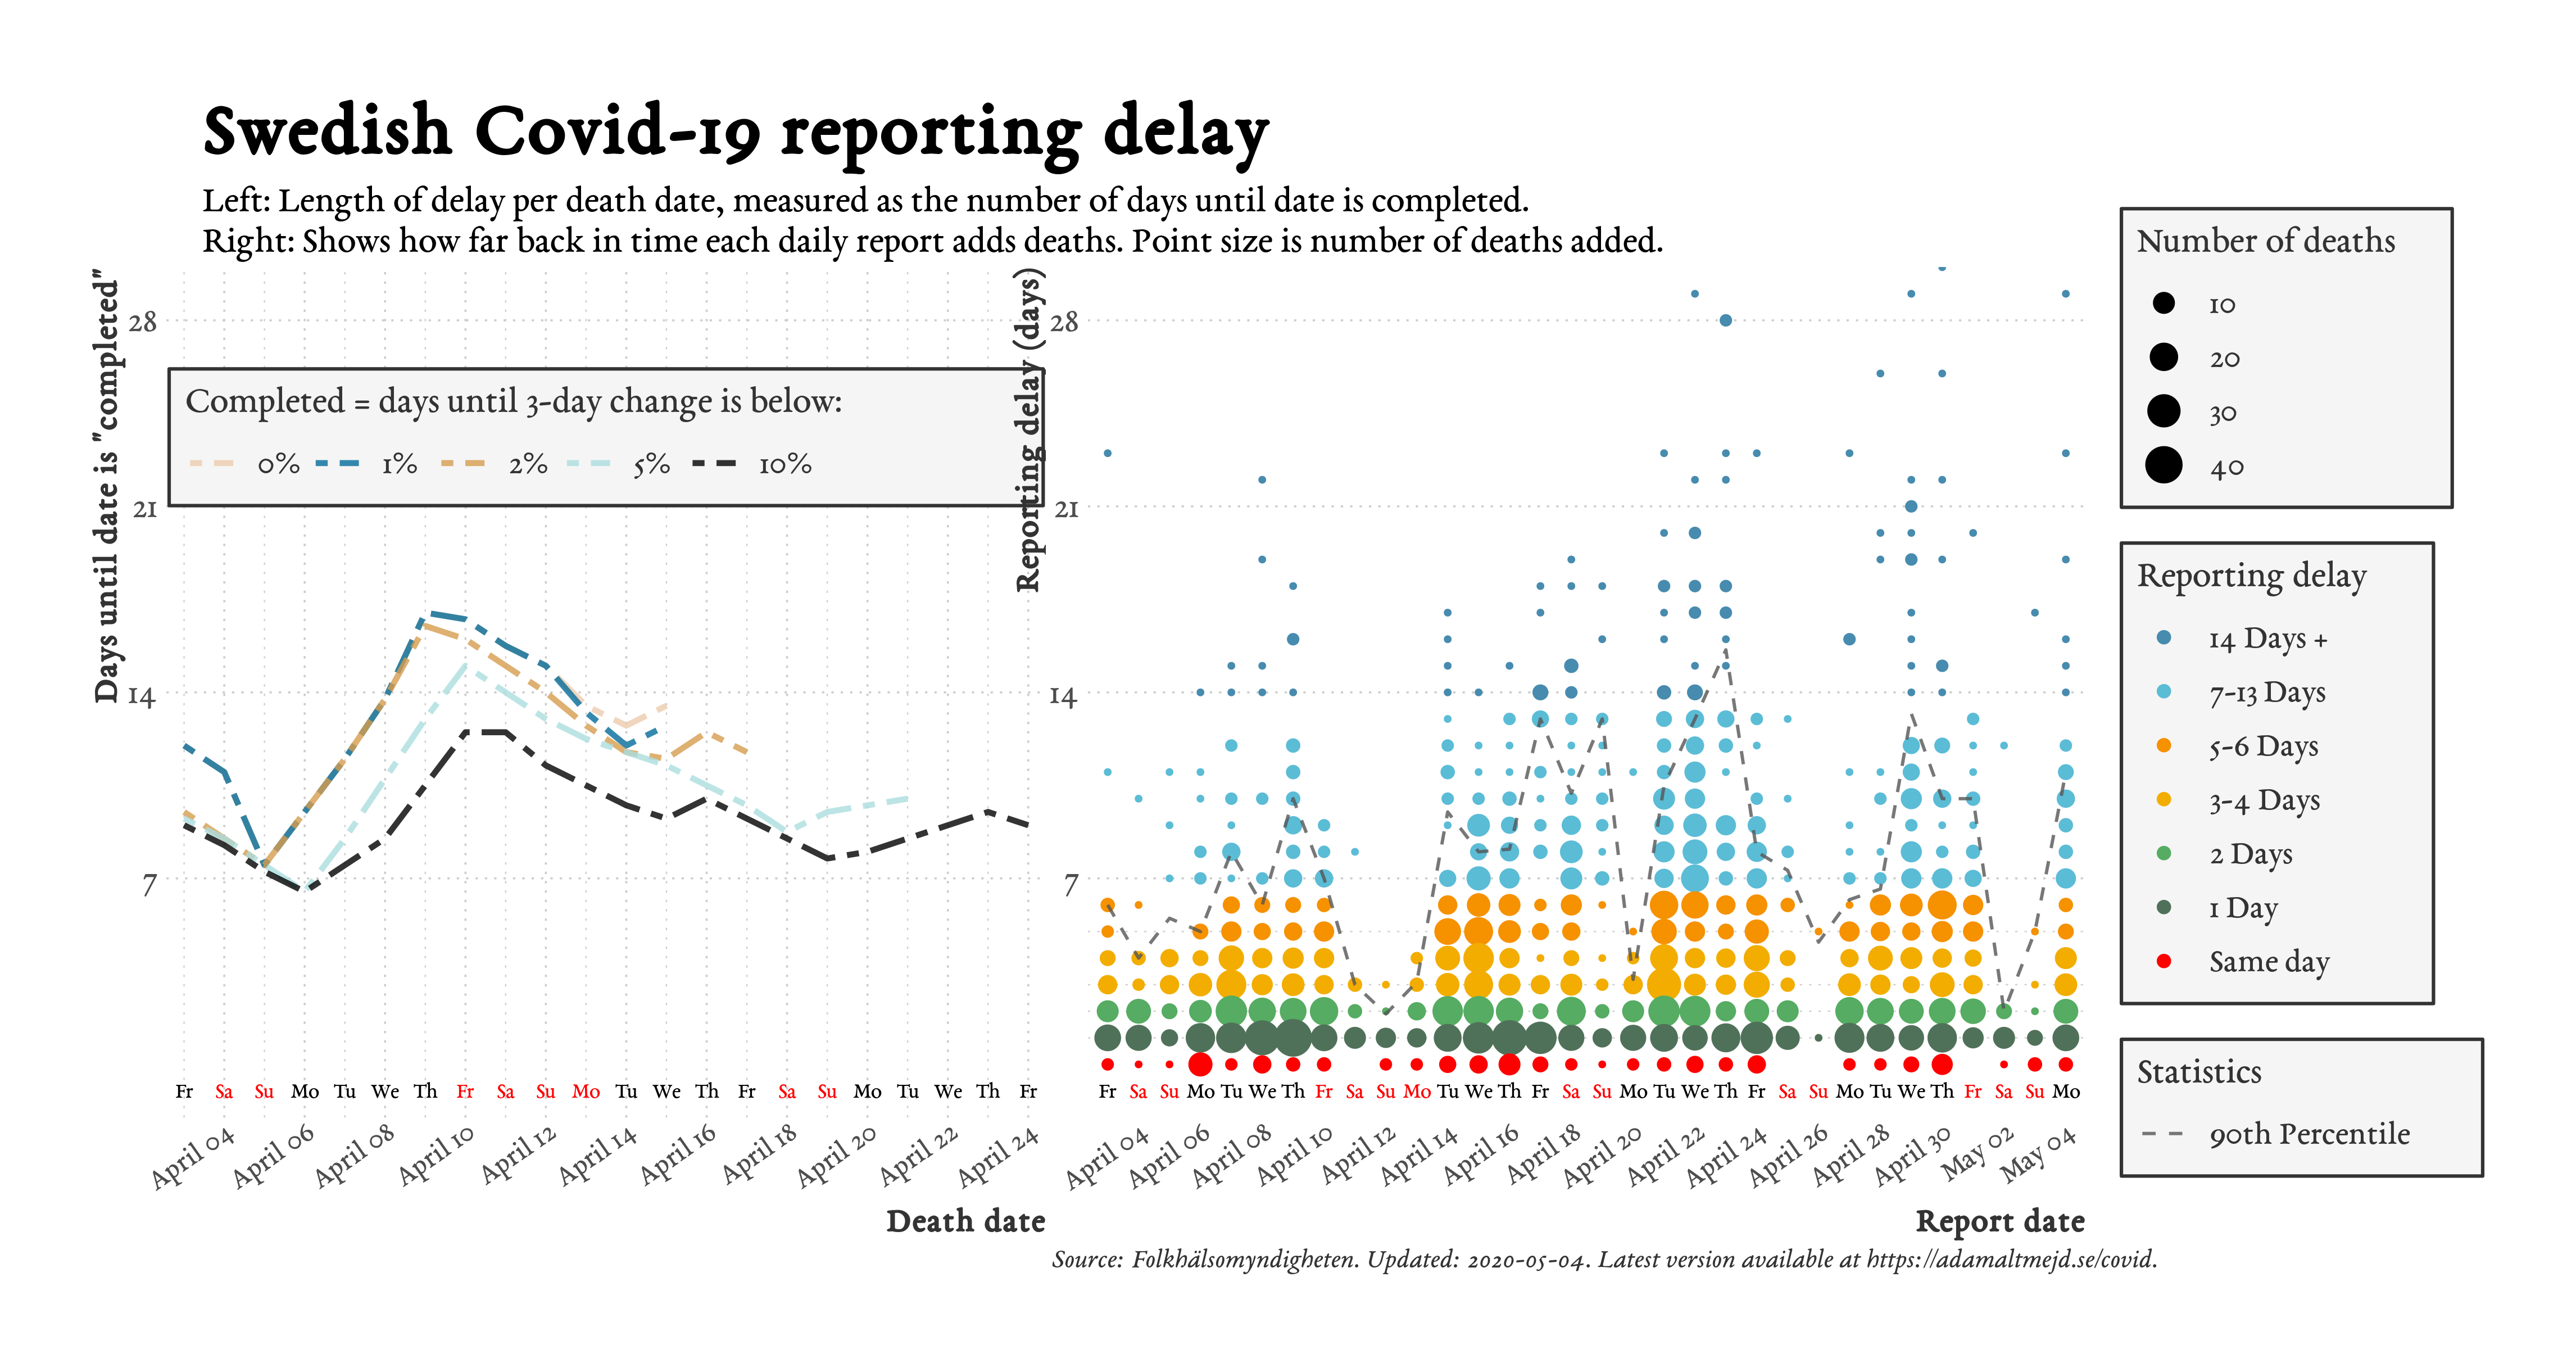 Swedish Covid-19 reporting delay
Left: Length of delay per death date, measured as the number of days until date is completed.
Right: Shows how far back in time each daily report adds deaths. Point size is number of deaths added.
Days until date is "completed"
28
21
14
7
Completed = days until 3-day change is below:
0% 1% 2% 5% 10%
Fr Sa Su Mo Tu We Th Fr Sa Su Mo Tu We Th Fr Sa Su Mo Tu We Th Fr
April 04 April 06 April 08 April 10 April 12 April 14 April 16 April 18 April 20 April 22 April 24
Death date
Reporting delay (days)
28
21
14
7
Fr Sa Su Mo Tu We Th Fr Sa Su Mo Tu We Th Fr Sa Su Mo Tu We Th Fr Sa Su Mo Tu We Th Fr Sa Su Mo
April 04 April 06 April 08 April 10 April 12 April 14 April 16 April 18 April 20 April 22 April 24 April 26 April 28 April 30 May 02 May 04
Report date
Number of deaths
10
20
30
40
Reporting delay
14 Days +
7-13 Days
5-6 Days
3-4 Days
2 Days
1 Day
Same day
Statistics
90th Percentile
Source: Folkhälsomyndigheten. Updated: 2020-05-04. Latest version available at https://adamaltmejd.se/covid.